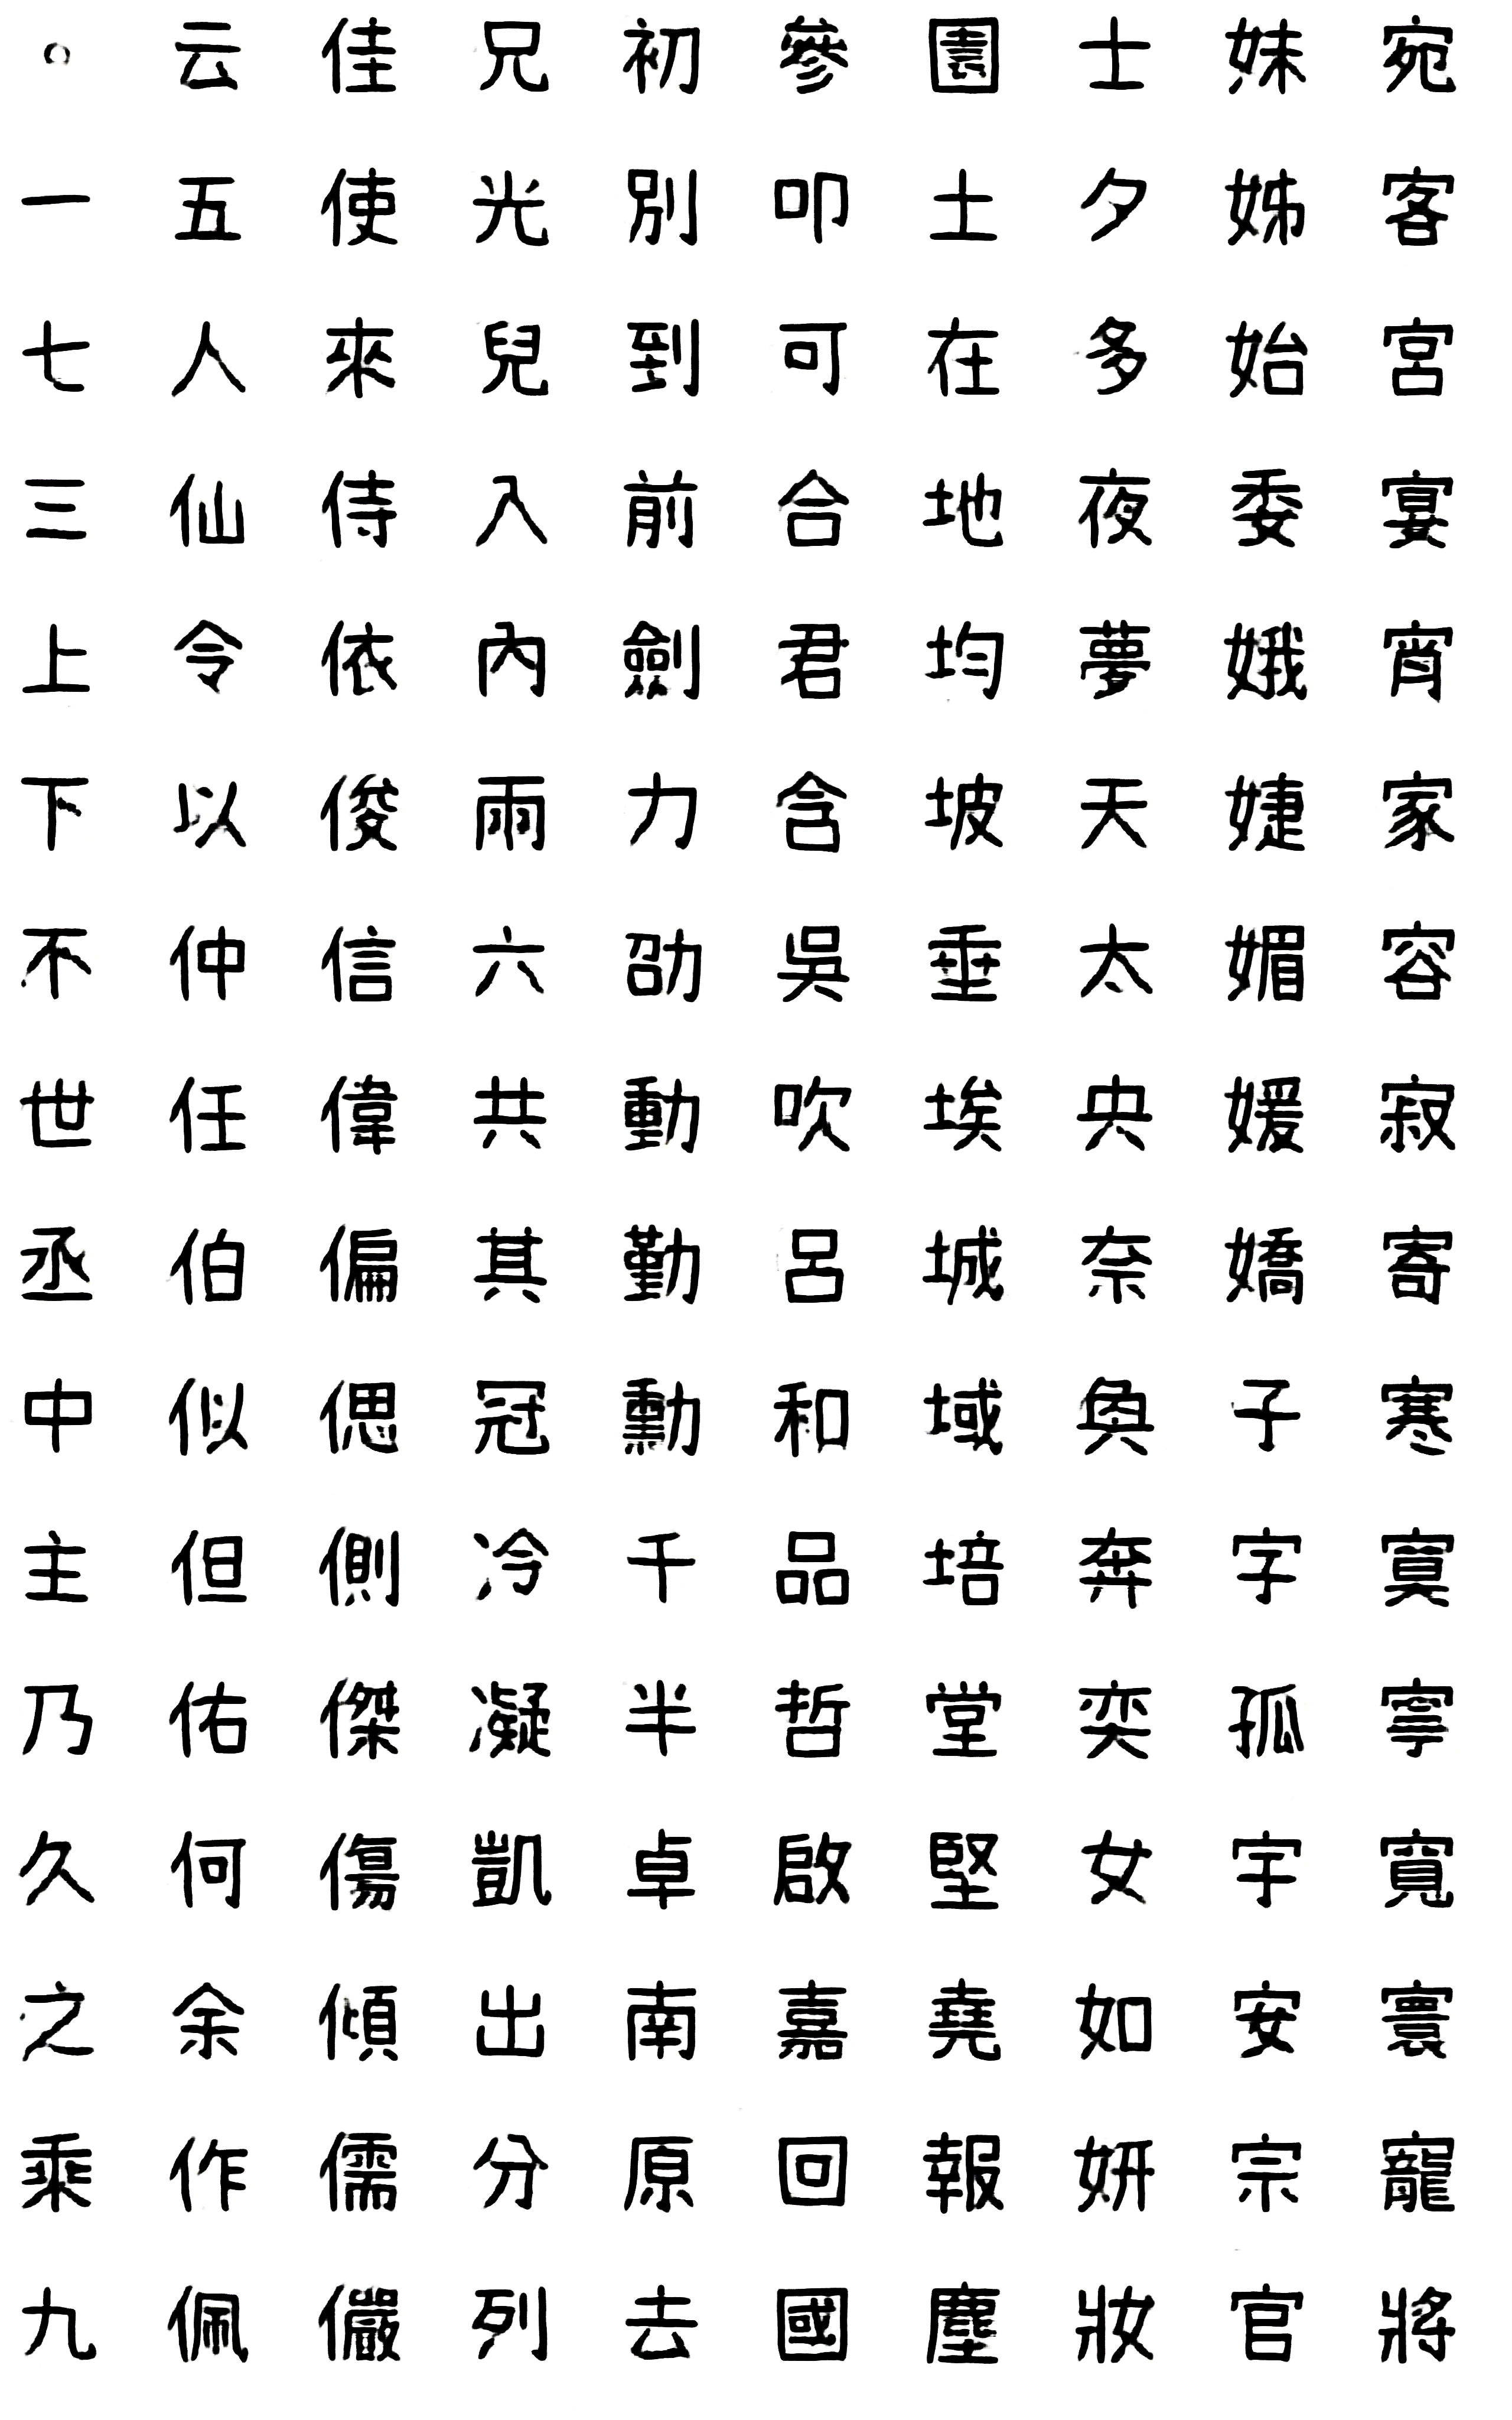 。云佳兄初參園士妹宛
一五使光別叩土夕姊客
七人來兒到可在多始宮
三仙侍入前合地夜委宴
上令依內劍君均夢娥宵
下以俊兩力含坡天婕家
不仲信六劭吳垂太媚容
世任偉共動吹埃央媛寂
丞伯偏其勤呂城奈嬌寄
中似偲冠勳和域奐子寒
主但側冷千品培奔字寞
乃佑傑凝半哲堂奕孤寧
久何傷凱卓啟堅女宇寬
之余傾出南嘉堯如安寰
乘作儒分原回報妍宗寵
九佩儼列去國塵妝官將